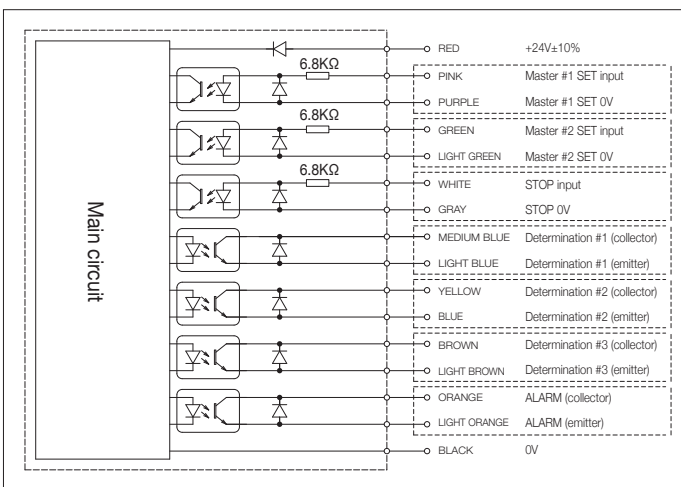 RED +24V±10%
6.8KΩ
PINK Master #1 SET input
PURPLE Master #1 SET 0V
6.8KΩ
GREEN Master #2 SET input
LIGHT GREEN Master #2 SET 0V
6.8KΩ
WHITE STOP input
GRAY STOP 0V
Main circuit
MEDIUM BLUE Determination #1 (collector)
LIGHT BLUE Determination #1 (emitter)
YELLOW Determination #2 (collector)
BLUE Determination #2 (emitter)
BROWN Determination #3 (collector)
LIGHT BROWN Determination #3 (emitter)
ORANGE ALARM (collector)
LIGHT ORANGE ALARM (emitter)
BLACK 0V